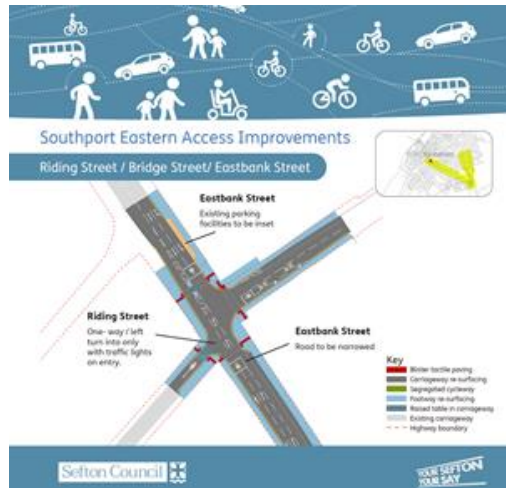 Southport Eastern Access Improvements
Riding Street / Bridge Street/ Eastbank Street
Eastbank Street
Existing parking
facilities to be inset
Riding Street
One- way / left
turn into only
with traffic lights
on entry.
Eastbank Street
Road to be narrowed
Key
Blister tactile paving
Carriageway re-surfacing
Segregated cycleway
Footway re-surfacing
Raised table in carriageway
Existing carriageway
Highway boundary
Sefton Council
YOUR SEFTON
YOUR SAY